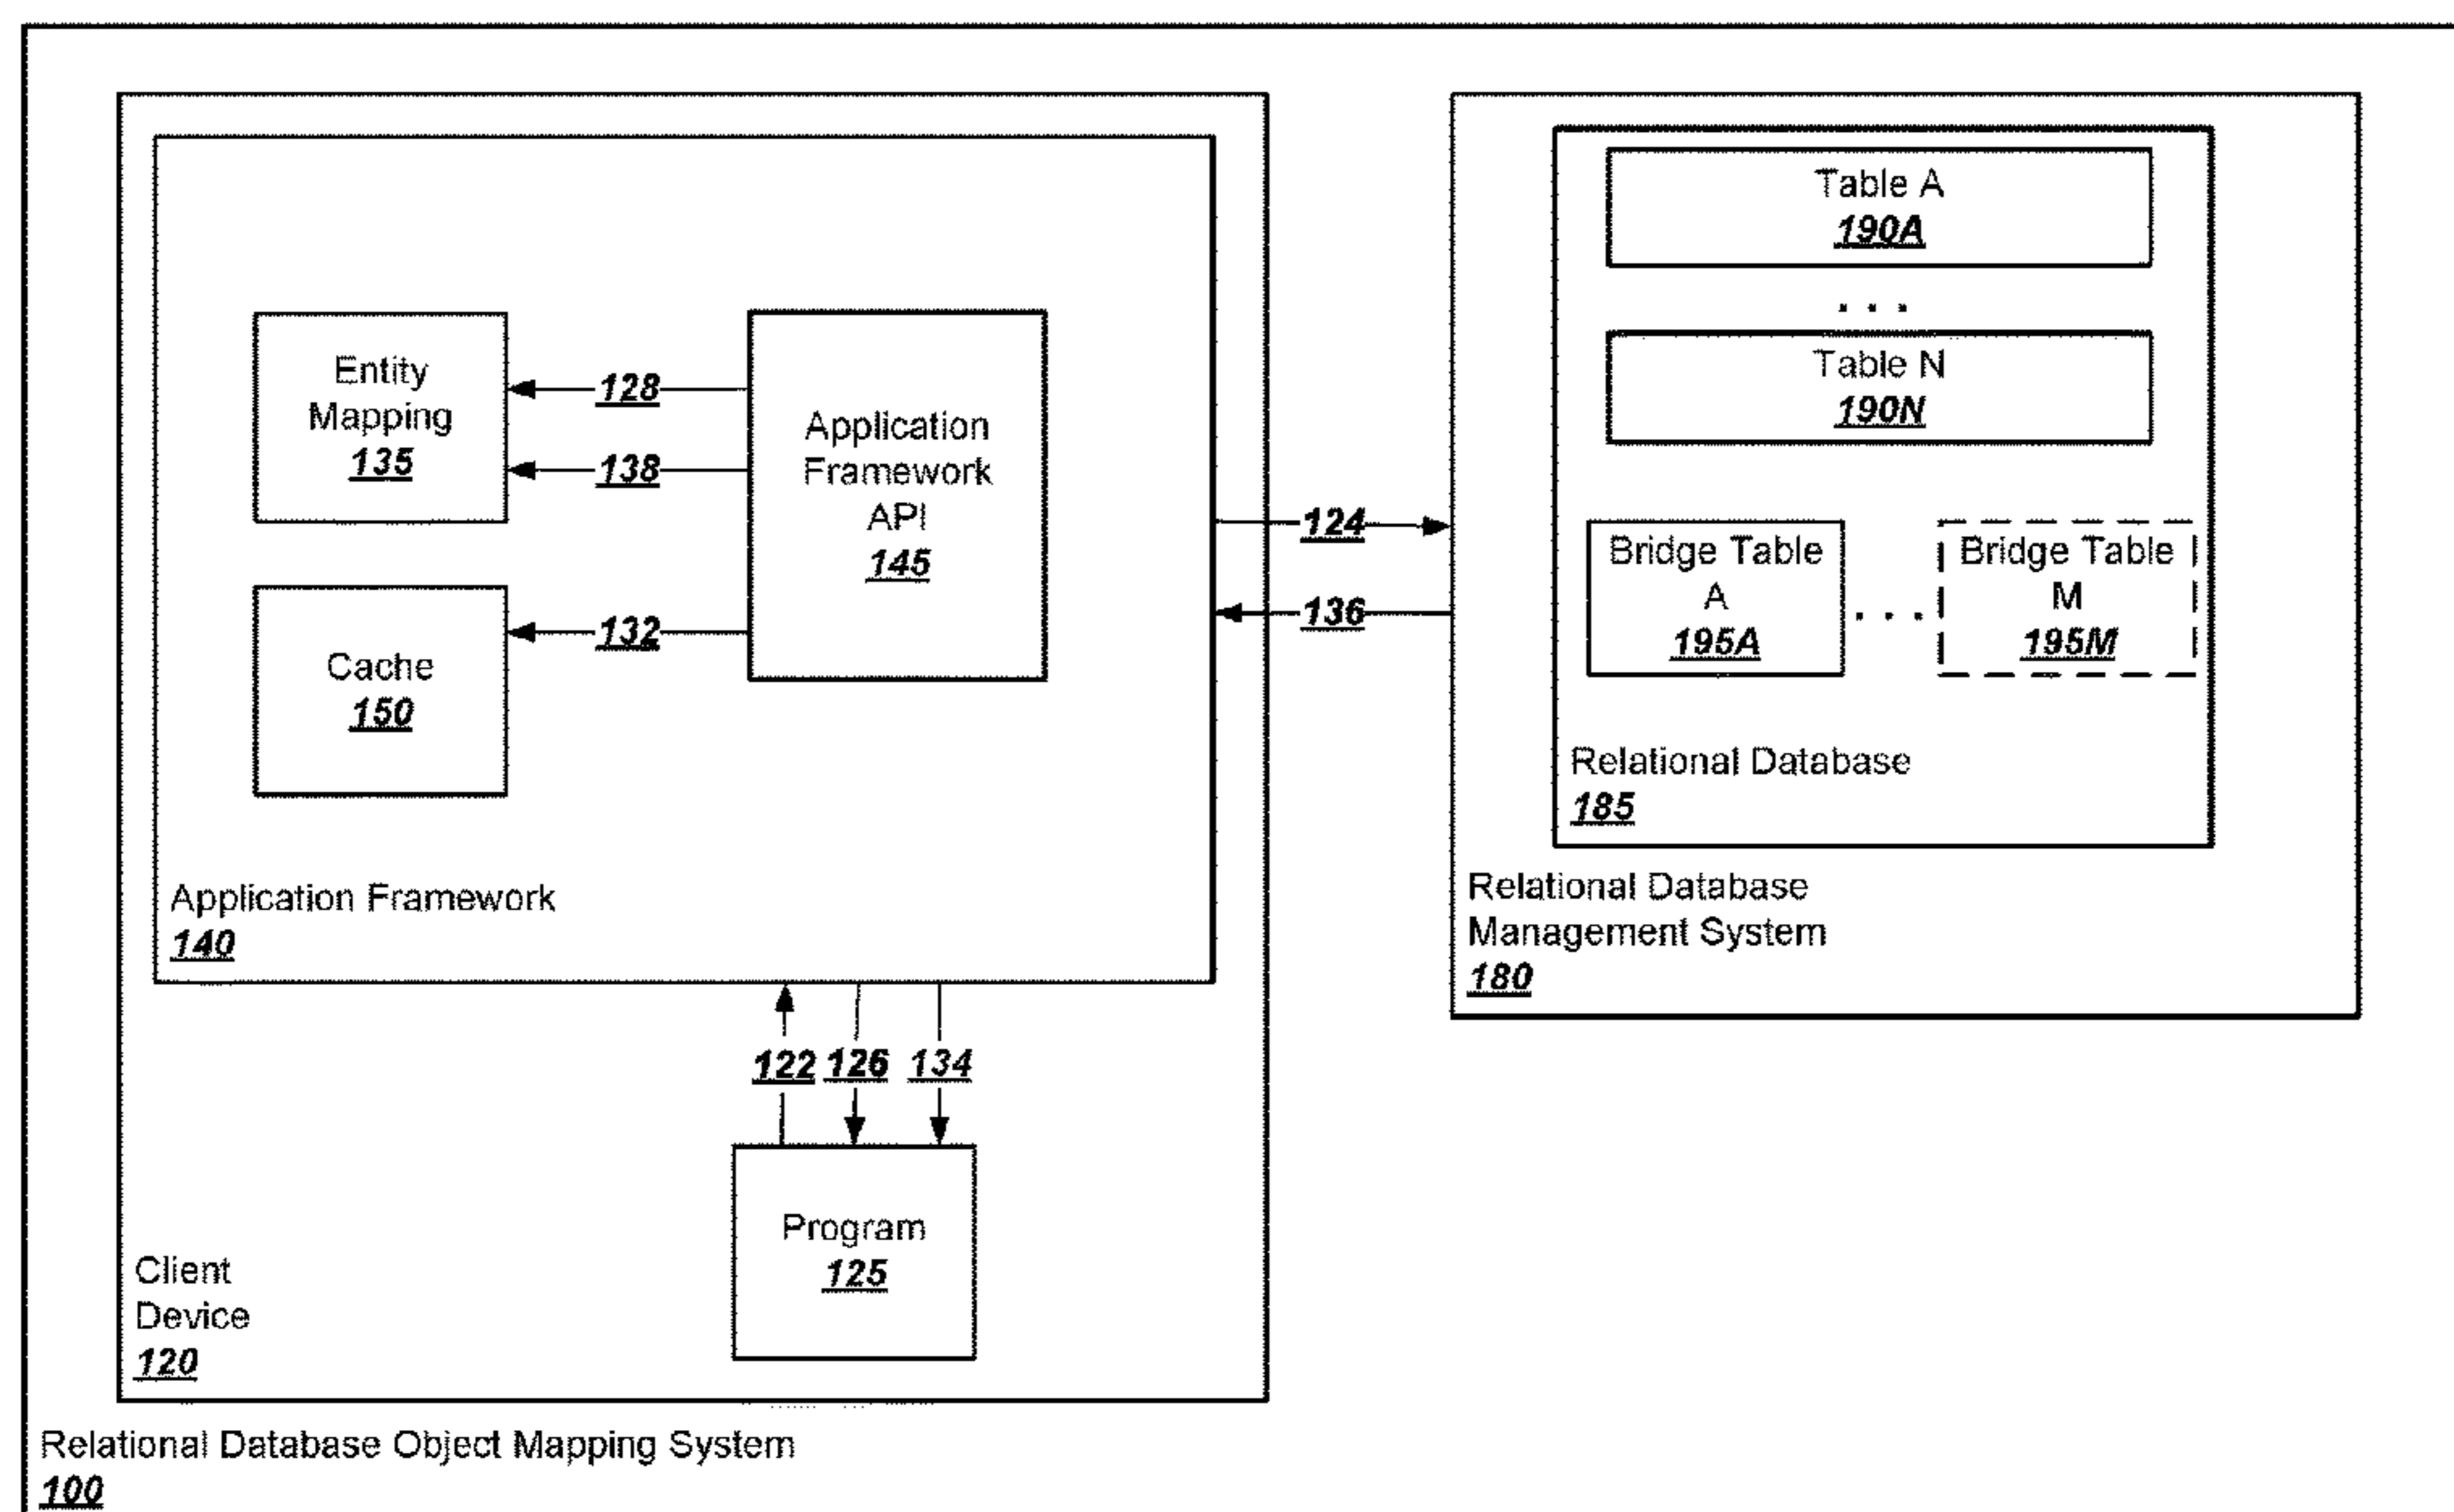 Table A
190A
. . .
Table N
190N
Entity
Mapping
135
128
138
Application
Framework
API
145
124
136
Bridge Table
A
195A
. . .
Bridge Table
M
195M
132
Cache
150
Relational Database
185
Application Framework
140
Relational Database
Management System
180
122 126 134
Program
125
Client
Device
120
Relational Database Object Mapping System
100